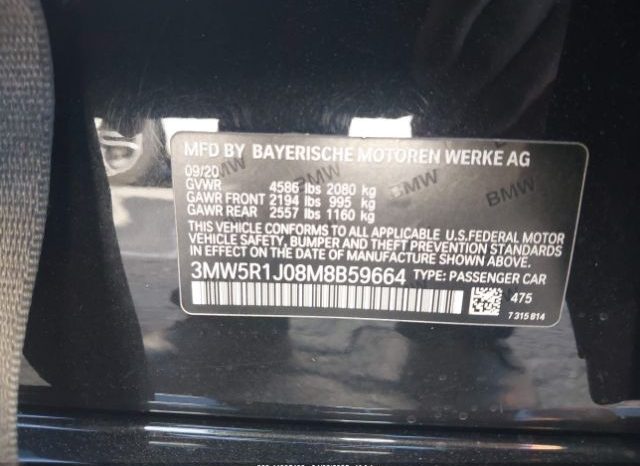 MFD BY BAYERISCHE MOTOREN WERKE AG
09/20
GVWR 4586 lbs 2080 kg
GAWR FRONT 2194 lbs 995 kg
GAWR REAR 2557 lbs 1160 kg
THIS VEHICLE CONFORMS TO ALL APPLICABLE U.S.FEDERAL MOTOR
VEHICLE SAFETY, BUMPER AND THEFT PREVENTION STANDARDS
IN EFFECT ON THE DATE OF MANUFACTURE SHOWN ABOVE.
3MW5R1J08M8B59664 TYPE: PASSENGER CAR
475
7 315 814
BMW
BMW
BMW